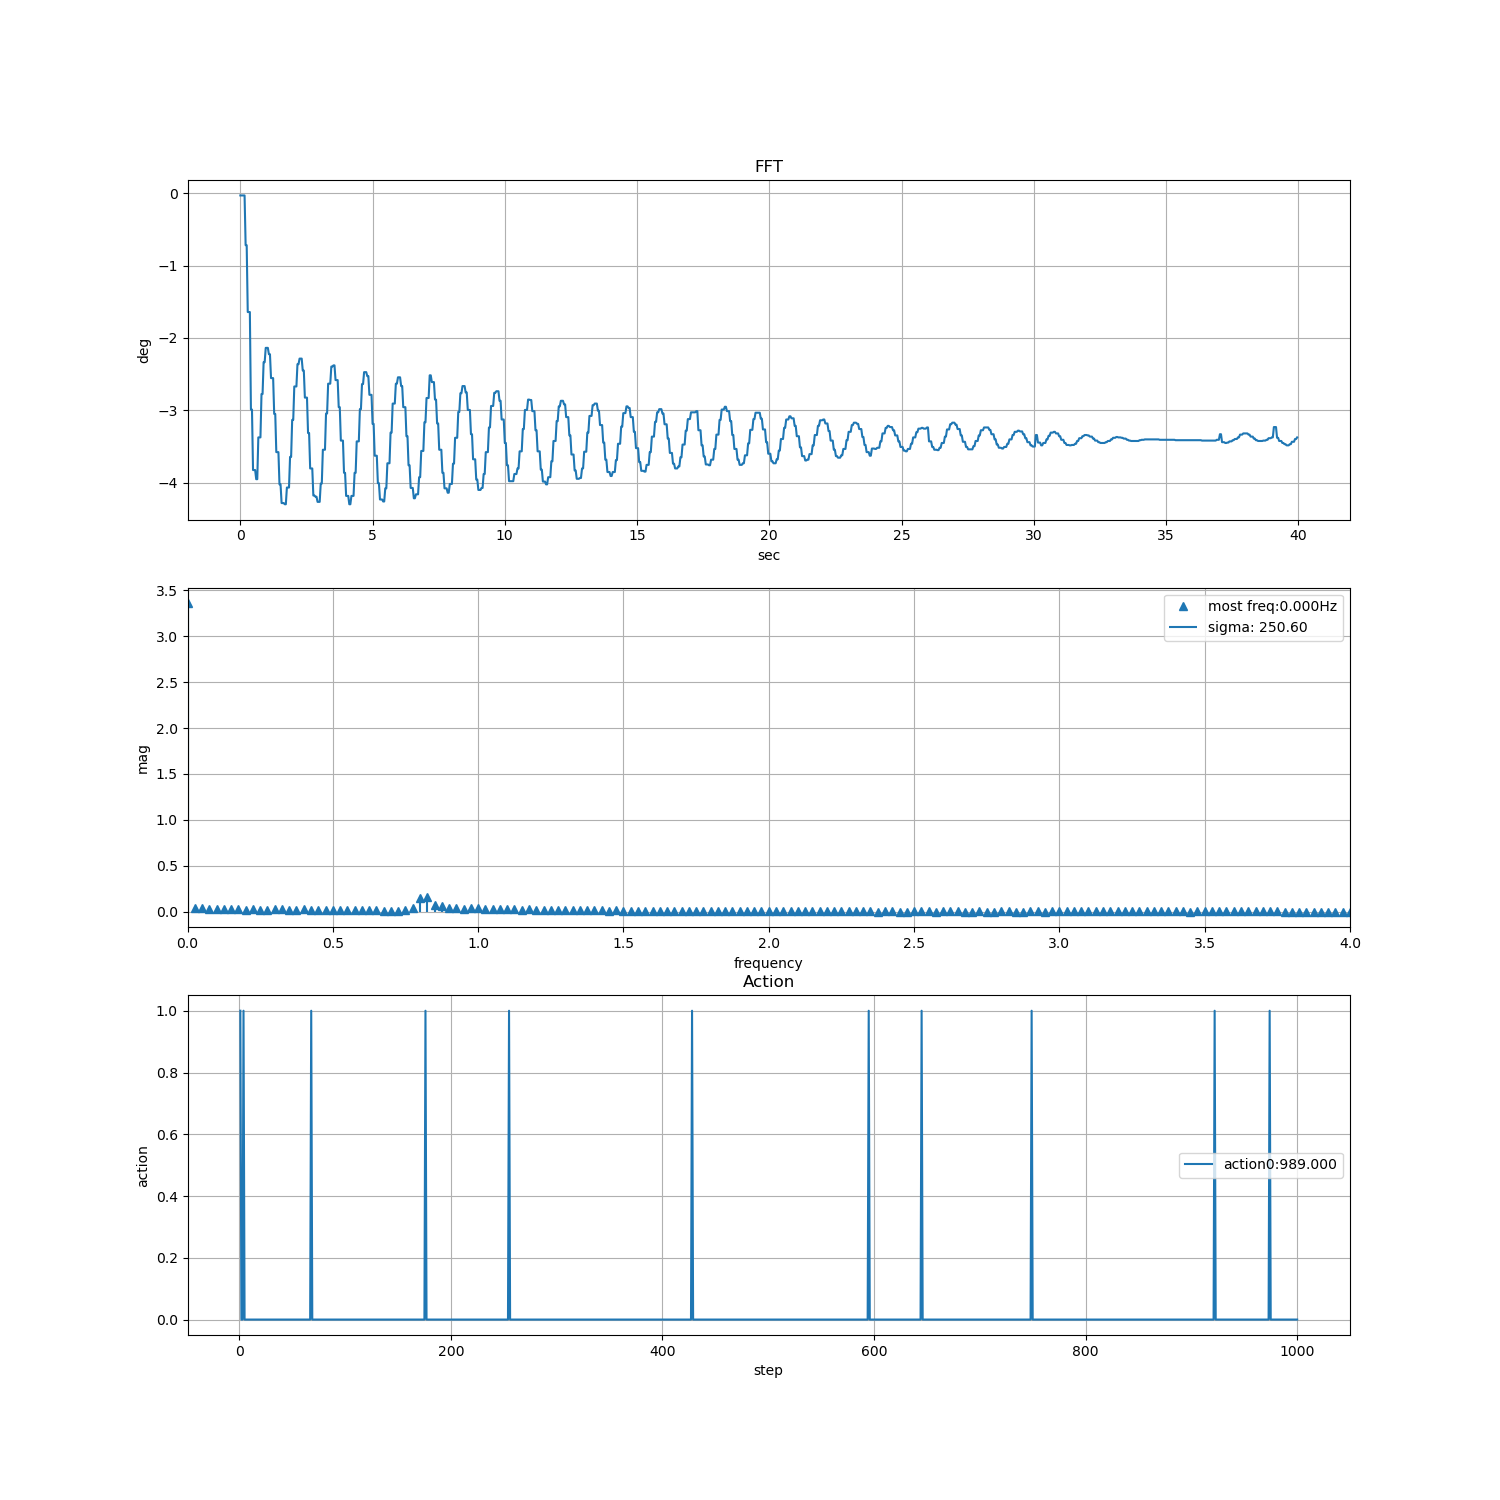 FFT
0
−1
−2
−3
−4
deg
0 5 10 15 20 25 30 35 40
sec
3.5
3.0
2.5
2.0
1.5
1.0
0.5
0.0
mag
most freq:0.000Hz
sigma: 250.60
0.0 0.5 1.0 1.5 2.0 2.5 3.0 3.5 4.0
frequency
Action
1.0
0.8
0.6
0.4
0.2
0.0
action
action0:989.000
0 200 400 600 800 1000
step